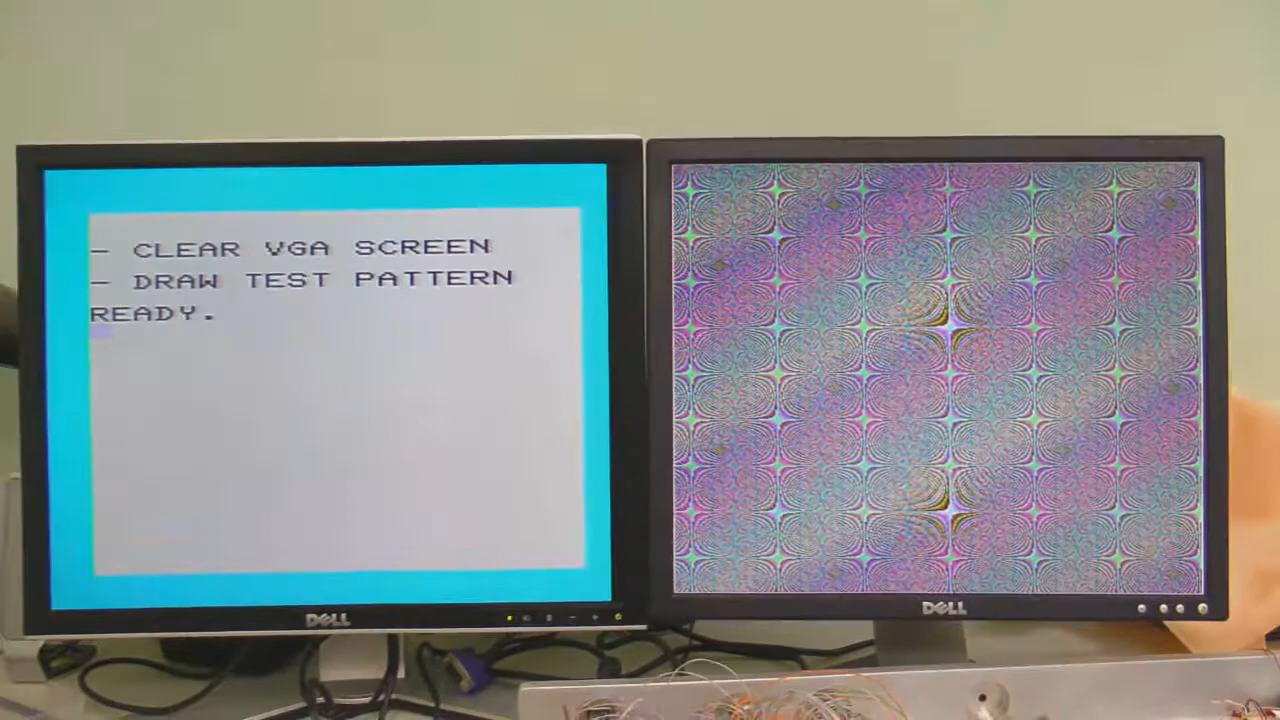 - CLEAR VGA SCREEN
- DRAW TEST PATTERN
READY.
DELL
DELL